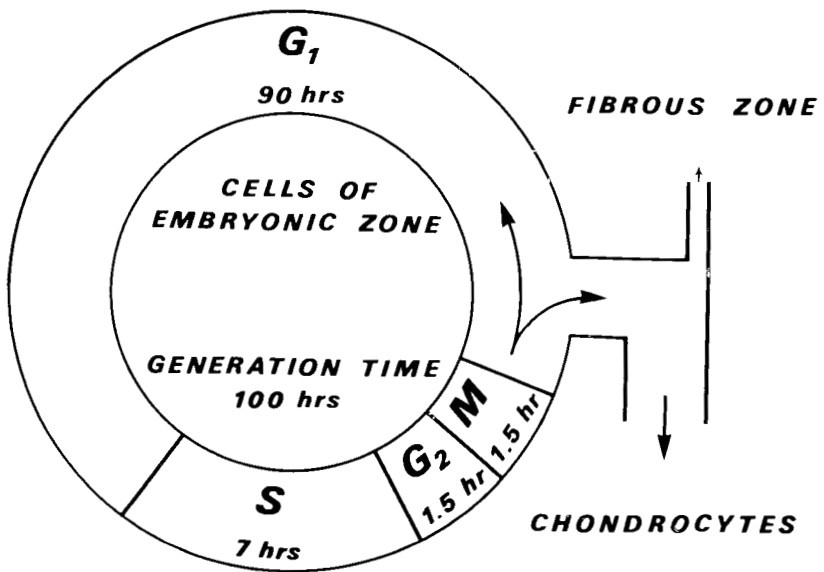 G₁
90 hrs
FIBROUS ZONE
CELLS OF
EMBRYONIC ZONE
GENERATION TIME
100 hrs
M
1.5 hr
G₂
1.5 hr
S
7 hrs
CHONDROCYTES